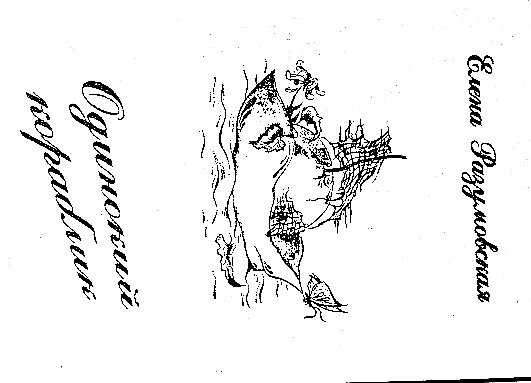 Елена Разумовская
Одинокий
кораблик